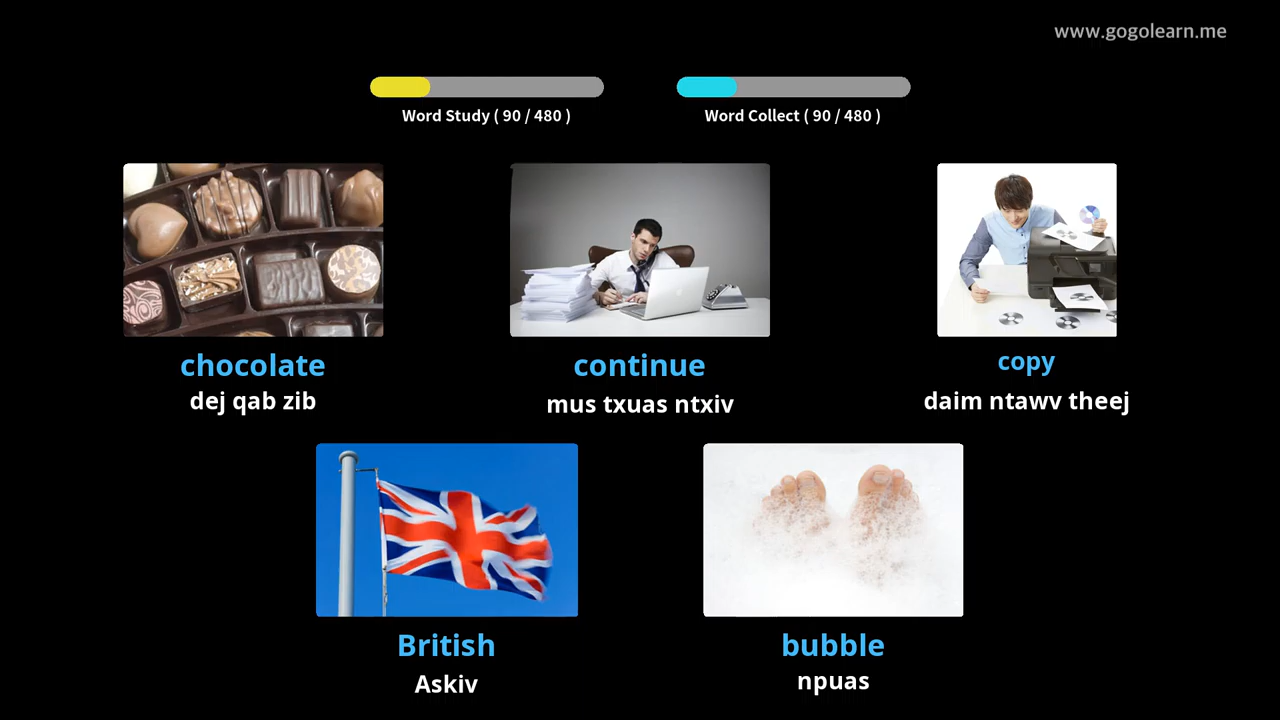 www.gogolearn.me
Word Study ( 90 / 480 )
Word Collect ( 90 / 480 )
chocolate
dej qab zib
continue
mus txuas ntxiv
copy
daim ntawv theej
British
Askiv
bubble
npuas